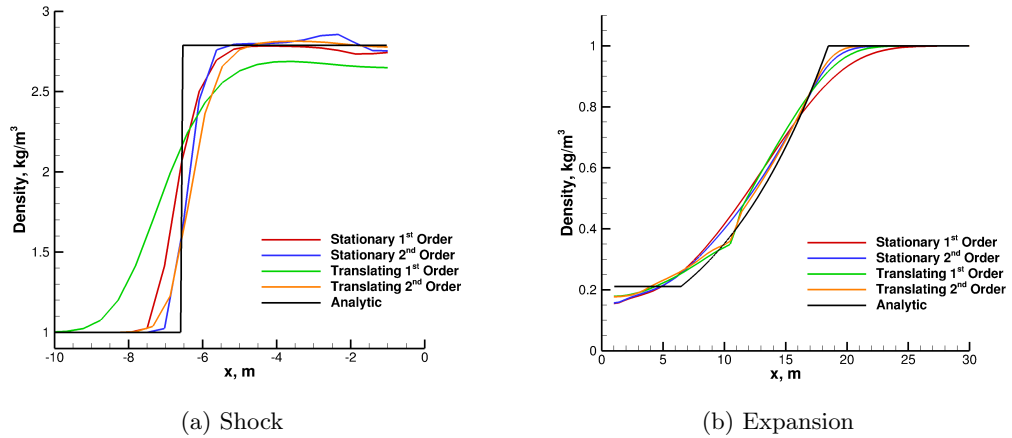 3
2.5
2
1.5
1
Density, kg/m³
-10
-8
-6
-4
-2
0
x, m
Stationary 1st Order
Stationary 2nd Order
Translating 1st Order
Translating 2nd Order
Analytic
(a) Shock
1
0.8
0.6
0.4
0.2
0
Density, kg/m³
0
5
10
15
20
25
30
x, m
Stationary 1st Order
Stationary 2nd Order
Translating 1st Order
Translating 2nd Order
Analytic
(b) Expansion